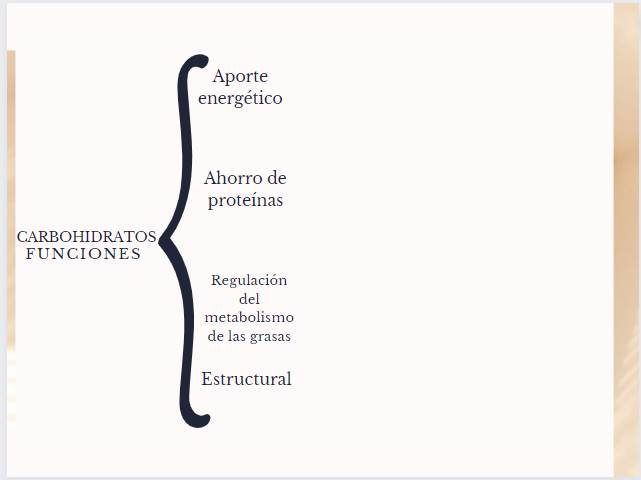 Aporte
energético
Ahorro de
proteínas
CARBOHIDRATOS
FUNCIONES
Regulación
del
metabolismo
de las grasas
Estructural